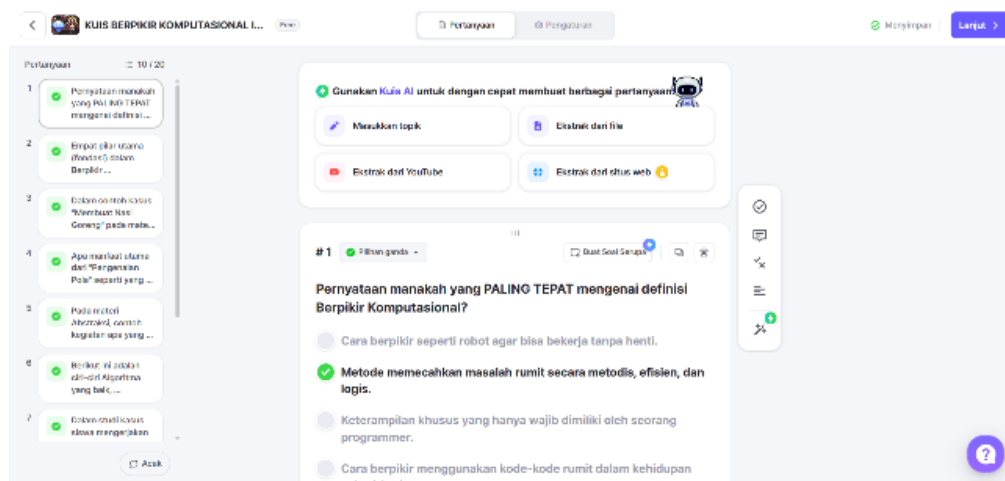 KUIS BERPIKIR KOMPUTASIONAL I...
Pertanyaan
Pengaturan
Menyimpan
Lanjut
Pertanyaan
10 / 20
1
Pernyataan manakah
yang PALING TEPAT
mengenai definisi ...
2
Empat pilar utama
(fondasi) dalam
Berpikir ...
3
Dalam contoh kasus
"Membuat Nasi
Goreng" pada mate...
4
Apa manfaat utama
dari "Pengenalan
Pola" seperti yang ...
5
Pada materi
Abstraksi, contoh
kegiatan apa yang ...
6
Berikut ini adalah
ciri-ciri Algoritma
yang baik, ...
7
Dalam studi kasus
siswa mengerjakan
Acak
Gunakan Kuis AI untuk dengan cepat membuat berbagai pertanyaan
Masukkan topik
Ekstrak dari file
Ekstrak dari YouTube
Ekstrak dari situs web
#1
Pilihan ganda
Buat Soal Serupa
Pernyataan manakah yang PALING TEPAT mengenai definisi
Berpikir Komputasional?
Cara berpikir seperti robot agar bisa bekerja tanpa henti.
Metode memecahkan masalah rumit secara metodis, efisien, dan
logis.
Keterampilan khusus yang hanya wajib dimiliki oleh seorang
programmer.
Cara berpikir menggunakan kode-kode rumit dalam kehidupan
?